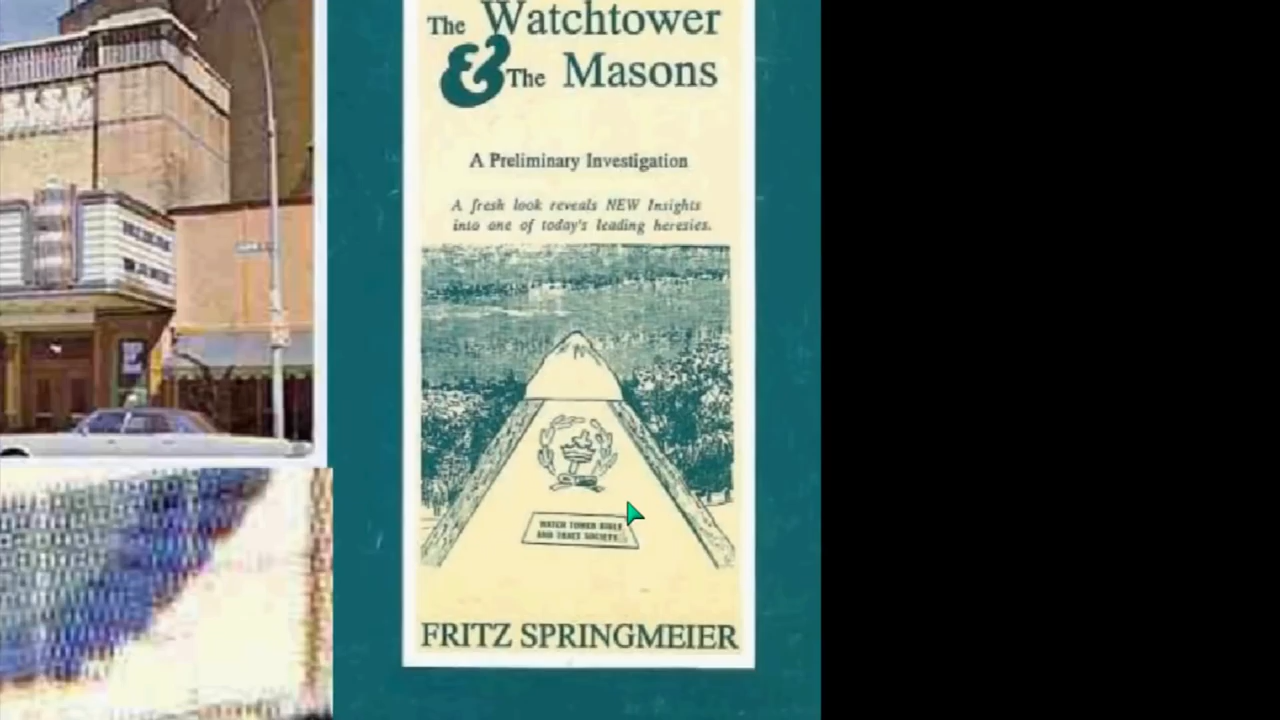 The Watchtower
& The Masons
A Preliminary Investigation
A fresh look reveals NEW Insights
into one of today's leading heresies.
WATCH TOWER BIBLE
AND TRACT SOCIETY
FRITZ SPRINGMEIER